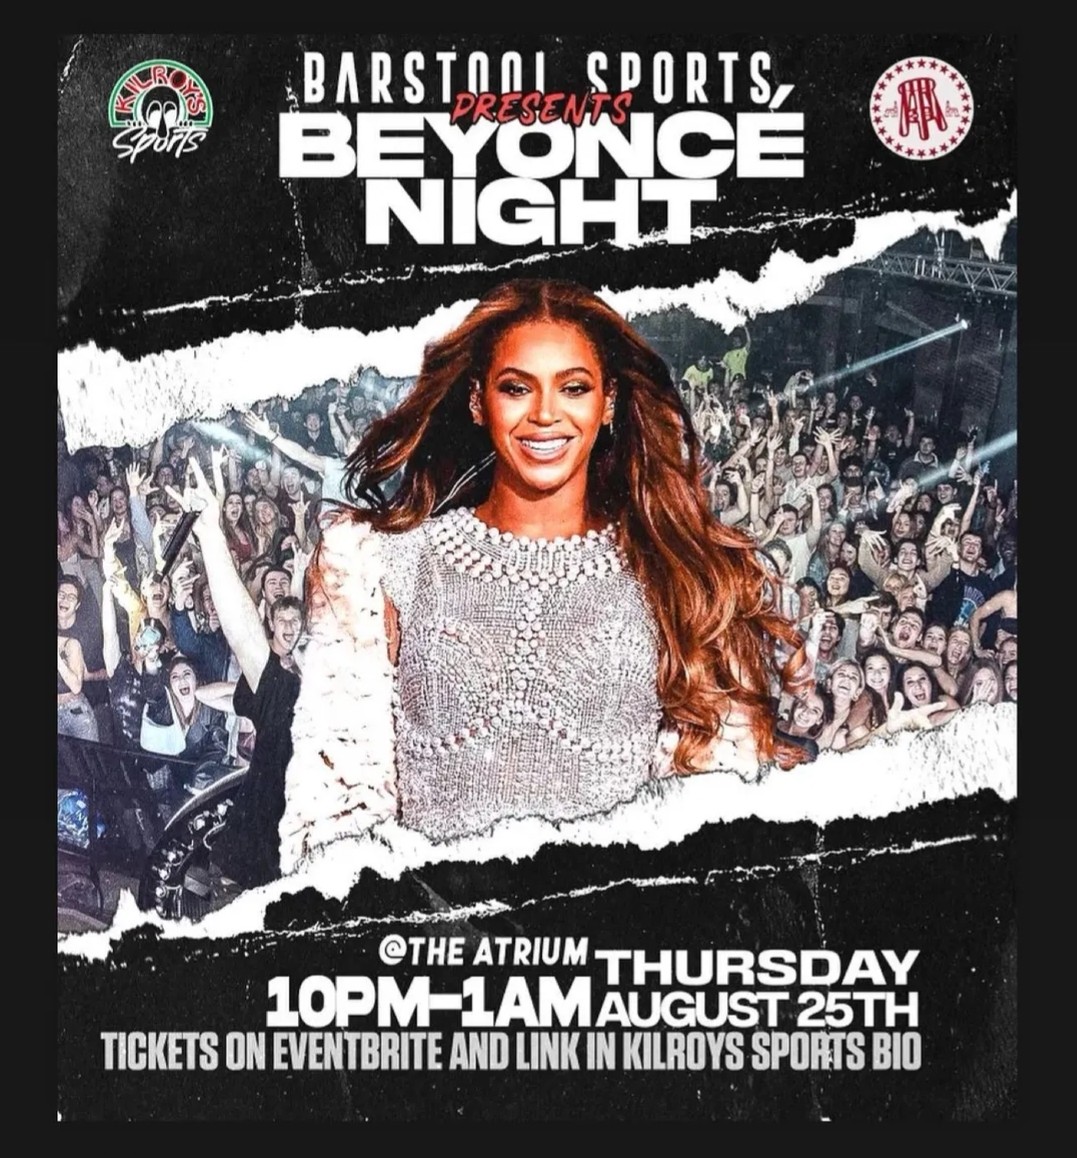 KILROYS
Sports
BARSTOOL SPORTS
PRESENTS
BEYONCÉ
NIGHT
@THE ATRIUM
10PM–1AM
THURSDAY
AUGUST 25TH
TICKETS ON EVENTBRITE AND LINK IN KILROYS SPORTS BIO